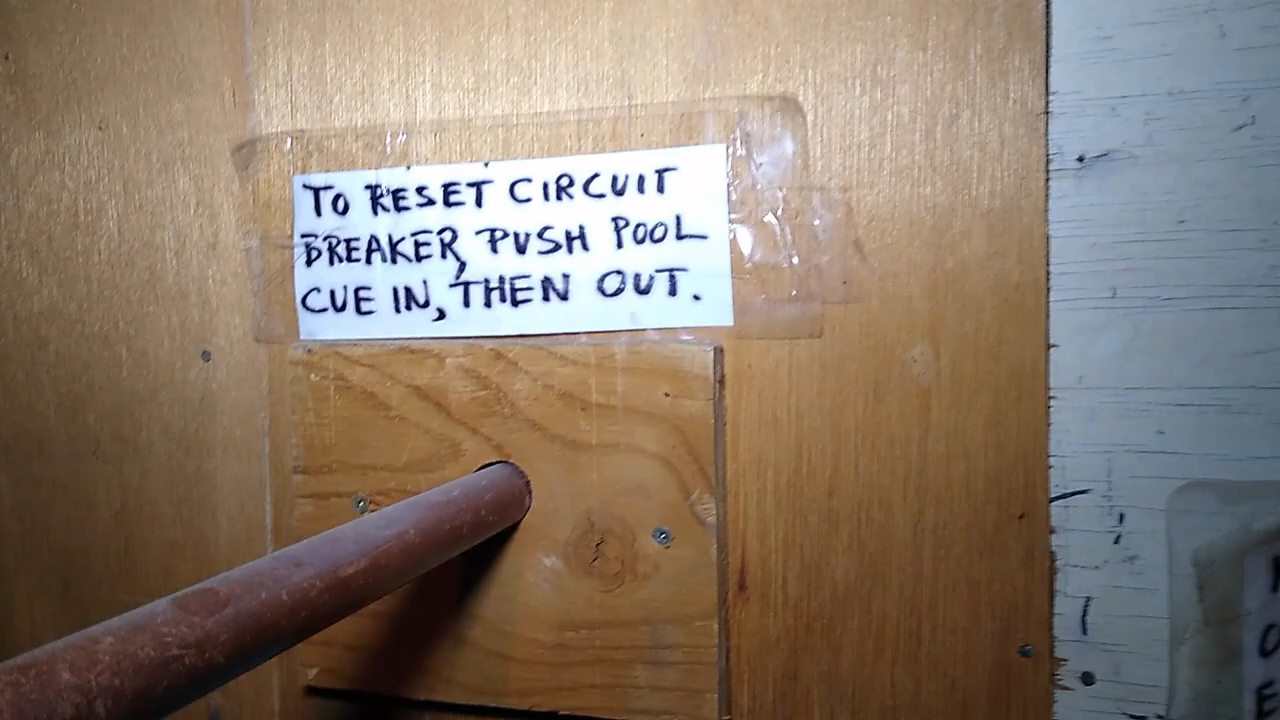 TO RESET CIRCUIT
BREAKER, PUSH POOL
CUE IN, THEN OUT.